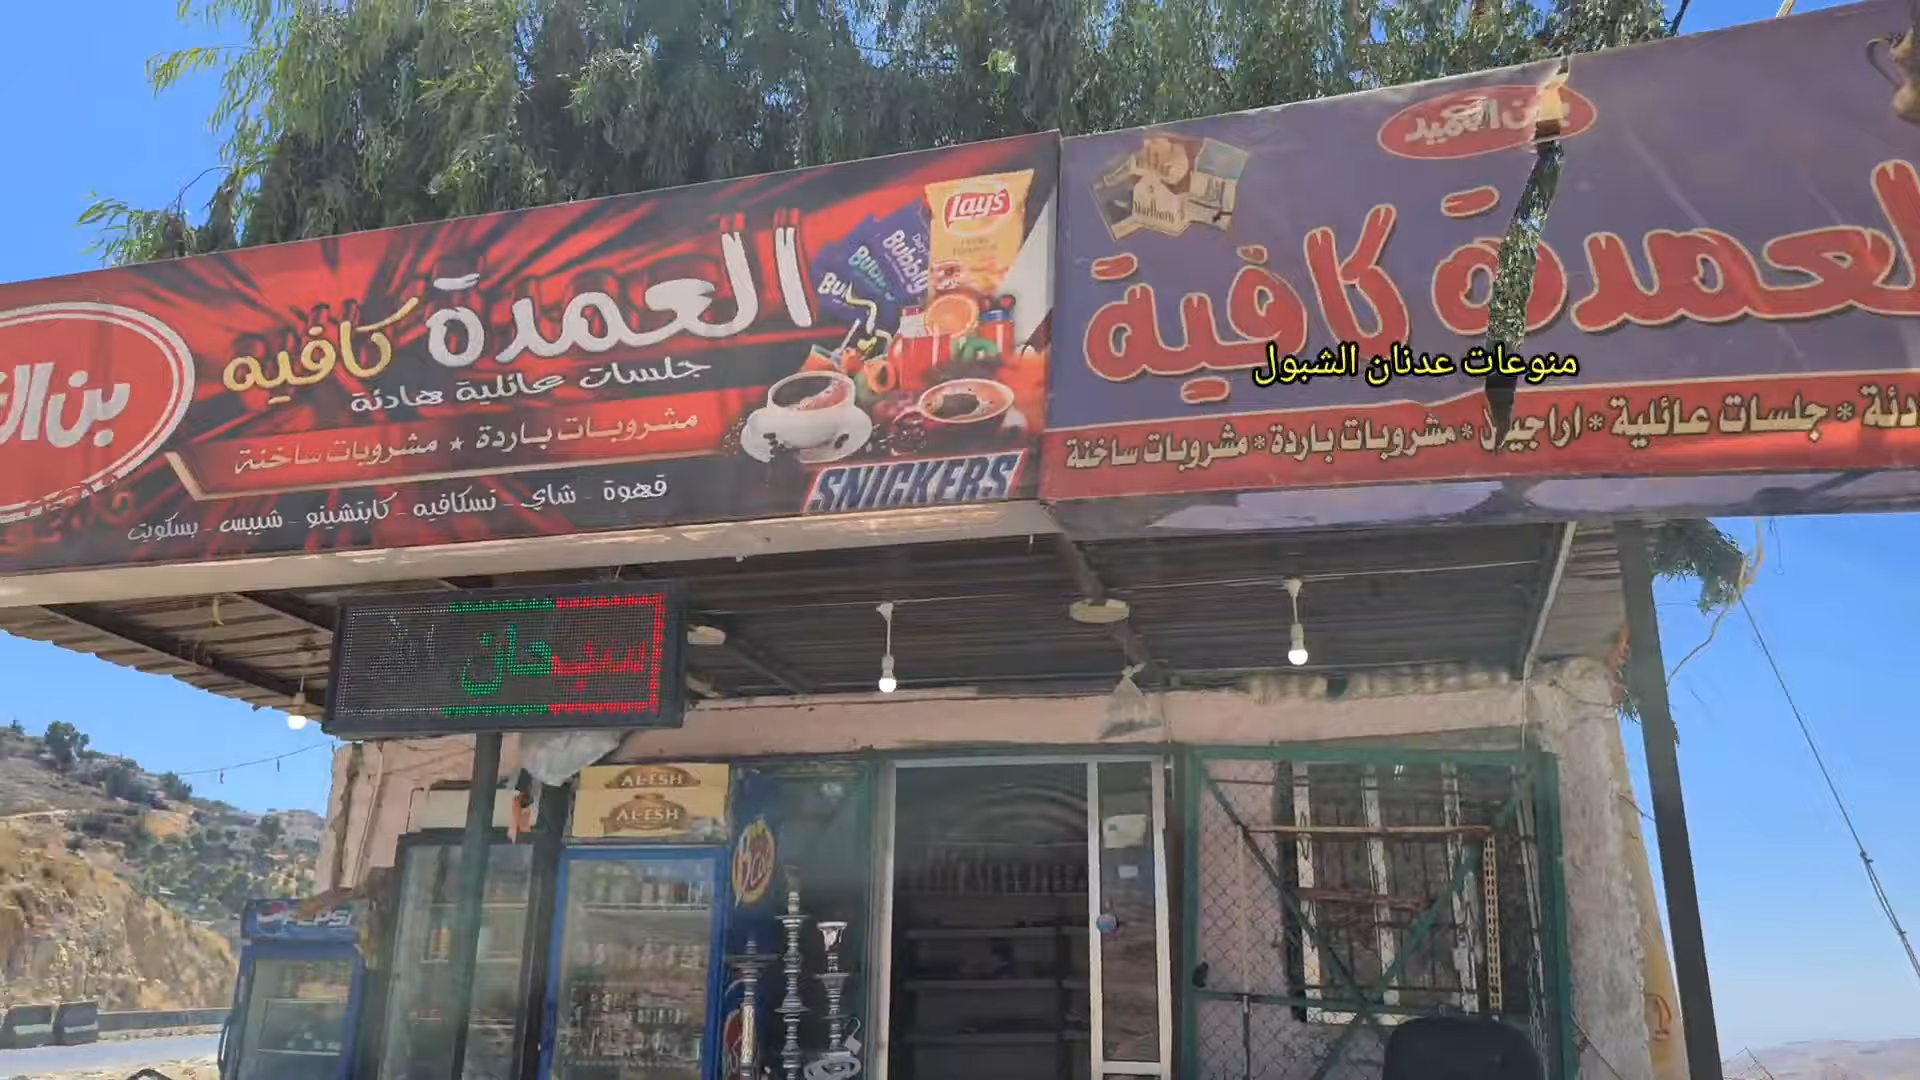 العمدة كافيه
جلسات عائلية هادئة
مشروبات باردة ★ مشروبات ساخنة
قهوة - شاي - نسكافيه - كابتشينو - شيبس - بسكويت
بن
Lay's
Bubbly
SNICKERS
بن العميد
Marlboro
العمدة كافية
منوعات عدنان الشبول
* جلسات عائلية * اراجيل * مشروبات باردة * مشروبات ساخنة
سبحان الله
AL-ESH
AL-ESH
PEPSI